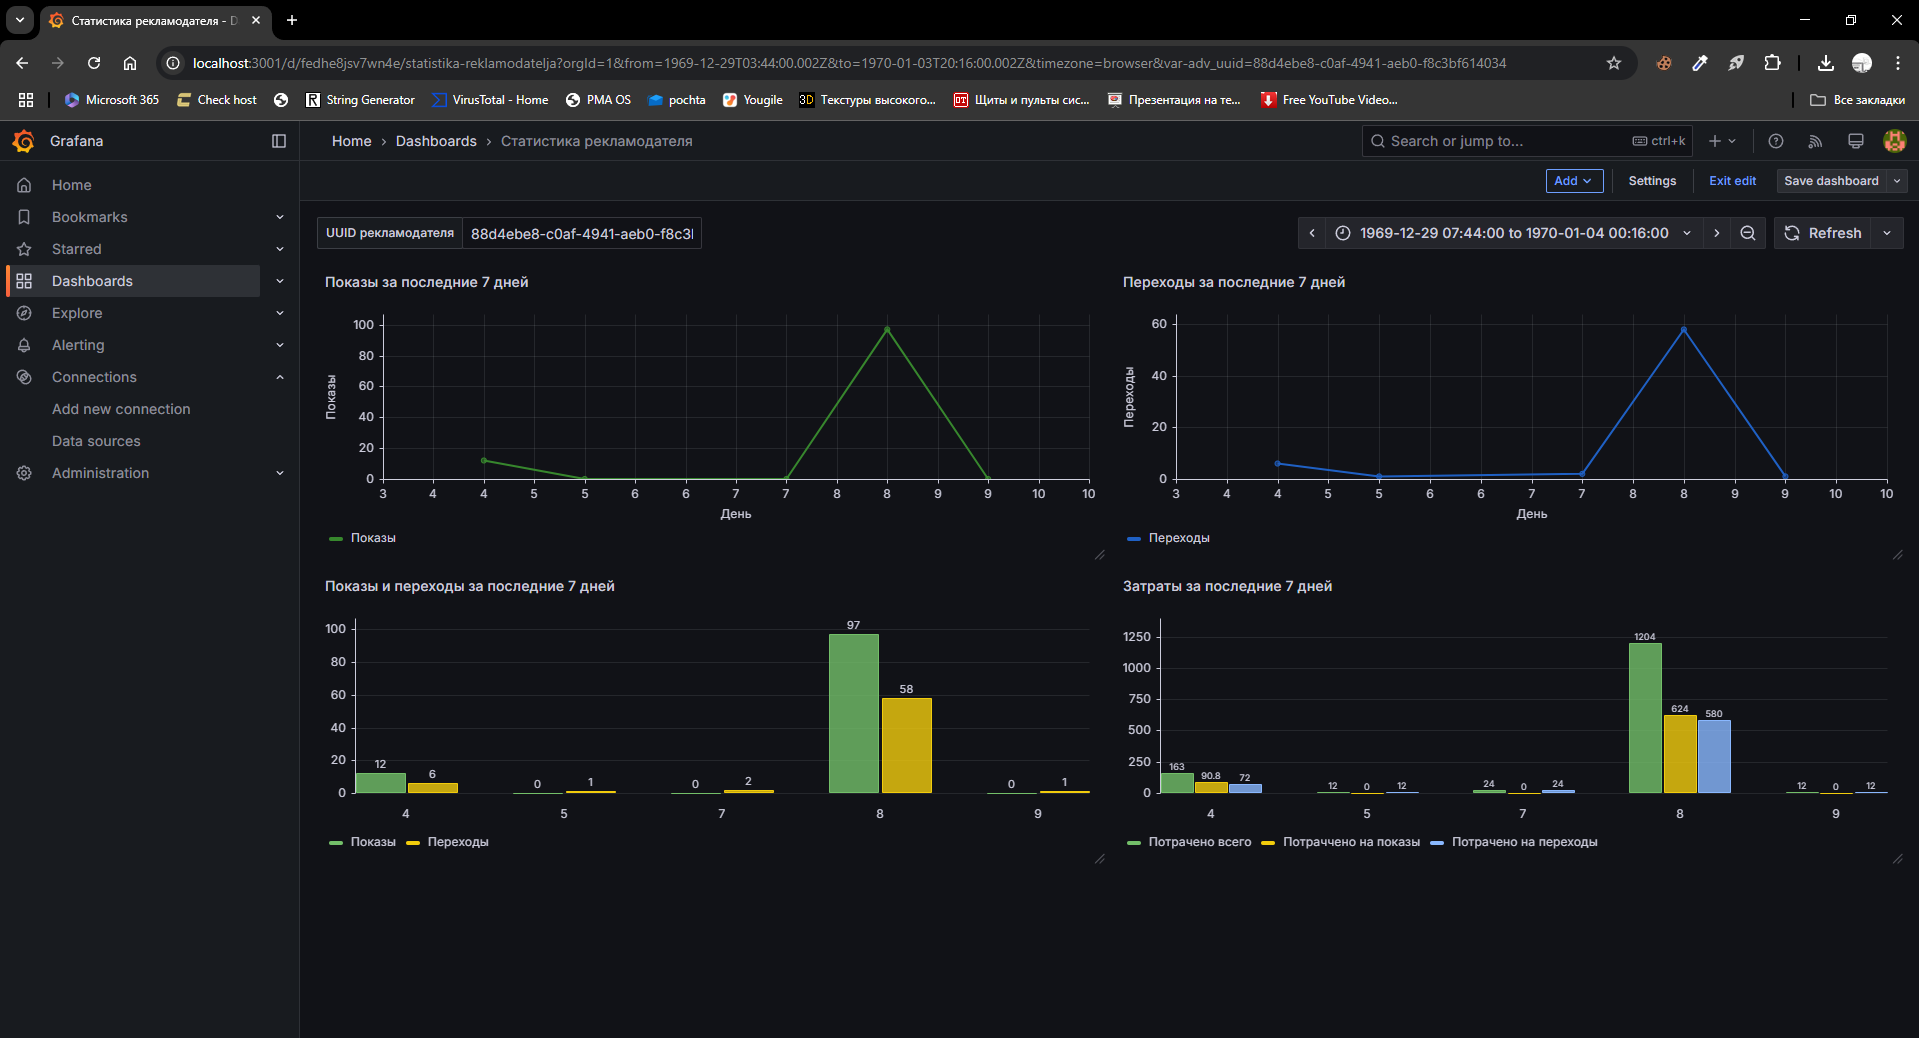 Статистика рекламодателя - D
localhost:3001/d/fedhe8jsv7wn4e/statistika-reklamodatelja?orgId=1&from=1969-12-29T03:44:00.002Z&to=1970-01-03T20:16:00.002Z&timezone=browser&var-adv_uuid=88d4ebe8-c0af-4941-aeb0-f8c3bf614034
Microsoft 365 Check host String Generator VirusTotal - Home PMA OS pochta Yougile 3D Текстуры высокого... Щиты и пульты сис... Презентация на те... Free YouTube Video... Все закладки
Grafana
Home › Dashboards › Статистика рекламодателя
Search or jump to... ctrl+k
Home
Bookmarks
Starred
Dashboards
Explore
Alerting
Connections
Add new connection
Data sources
Administration
Add Settings Exit edit Save dashboard
UUID рекламодателя 88d4ebe8-c0af-4941-aeb0-f8c3
1969-12-29 07:44:00 to 1970-01-04 00:16:00 Refresh
Показы за последние 7 дней
100
80
60
40
20
0
Показы
3 4 4 5 5 6 6 7 7 8 8 9 9 10 10
День
Показы
Переходы за последние 7 дней
60
40
20
0
Переходы
3 4 4 5 5 6 6 7 7 8 8 9 9 10 10
День
Переходы
Показы и переходы за последние 7 дней
100
80
60
40
20
0
12 6 0 1 0 2 97 58 0 1
4 5 7 8 9
Показы Переходы
Затраты за последние 7 дней
1250
1000
750
500
250
0
163 90.8 72 12 0 12 24 0 24 1204 624 580 12 0 12
4 5 7 8 9
Потрачено всего Потраччено на показы Потрачено на переходы